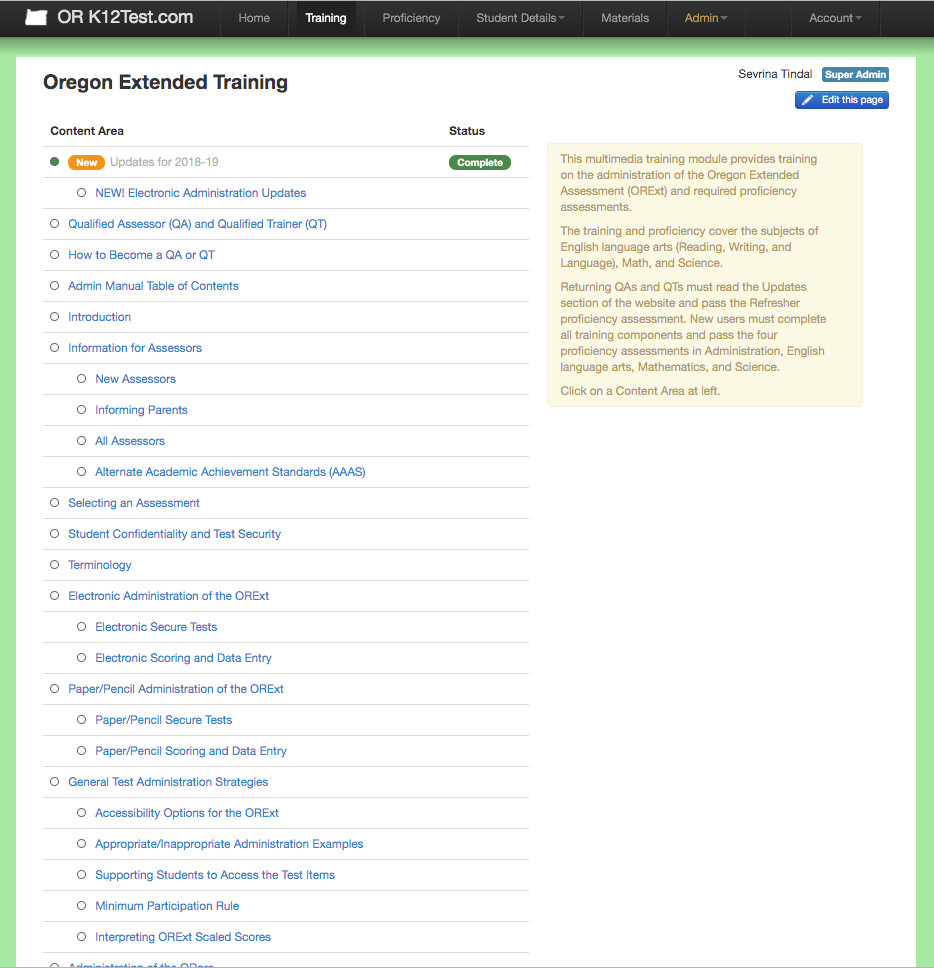 OR K12Test.com Home Training Proficiency Student Details Materials Admin Account
Oregon Extended Training
Sevrina Tindal Super Admin
Edit this page
Content Area Status
New Updates for 2018-19 Complete
NEW! Electronic Administration Updates
Qualified Assessor (QA) and Qualified Trainer (QT)
How to Become a QA or QT
Admin Manual Table of Contents
Introduction
Information for Assessors
New Assessors
Informing Parents
All Assessors
Alternate Academic Achievement Standards (AAAS)
Selecting an Assessment
Student Confidentiality and Test Security
Terminology
Electronic Administration of the ORExt
Electronic Secure Tests
Electronic Scoring and Data Entry
Paper/Pencil Administration of the ORExt
Paper/Pencil Secure Tests
Paper/Pencil Scoring and Data Entry
General Test Administration Strategies
Accessibility Options for the ORExt
Appropriate/Inappropriate Administration Examples
Supporting Students to Access the Test Items
Minimum Participation Rule
Interpreting ORExt Scaled Scores
Administration of the
This multimedia training module provides training
on the administration of the Oregon Extended
Assessment (ORExt) and required proficiency
assessments.
The training and proficiency cover the subjects of
English language arts (Reading, Writing, and
Language), Math, and Science.
Returning QAs and QTs must read the Updates
section of the website and pass the Refresher
proficiency assessment. New users must complete
all training components and pass the four
proficiency assessments in Administration, English
language arts, Mathematics, and Science.
Click on a Content Area at left.